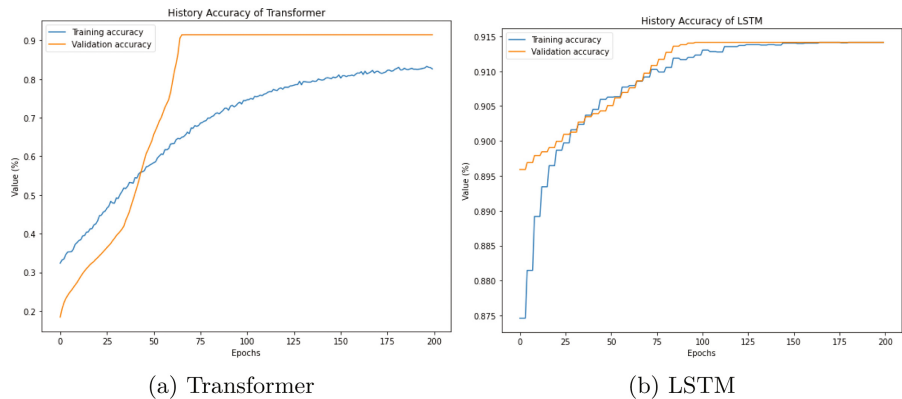 History Accuracy of Transformer
Training accuracy
Validation accuracy
0.9
0.8
0.7
0.6
0.5
0.4
0.3
0.2
Value (%)
0 25 50 75 100 125 150 175 200
Epochs
(a) Transformer
History Accuracy of LSTM
Training accuracy
Validation accuracy
0.915
0.910
0.905
0.900
0.895
0.890
0.885
0.880
0.875
Value (%)
0 25 50 75 100 125 150 175 200
Epochs
(b) LSTM